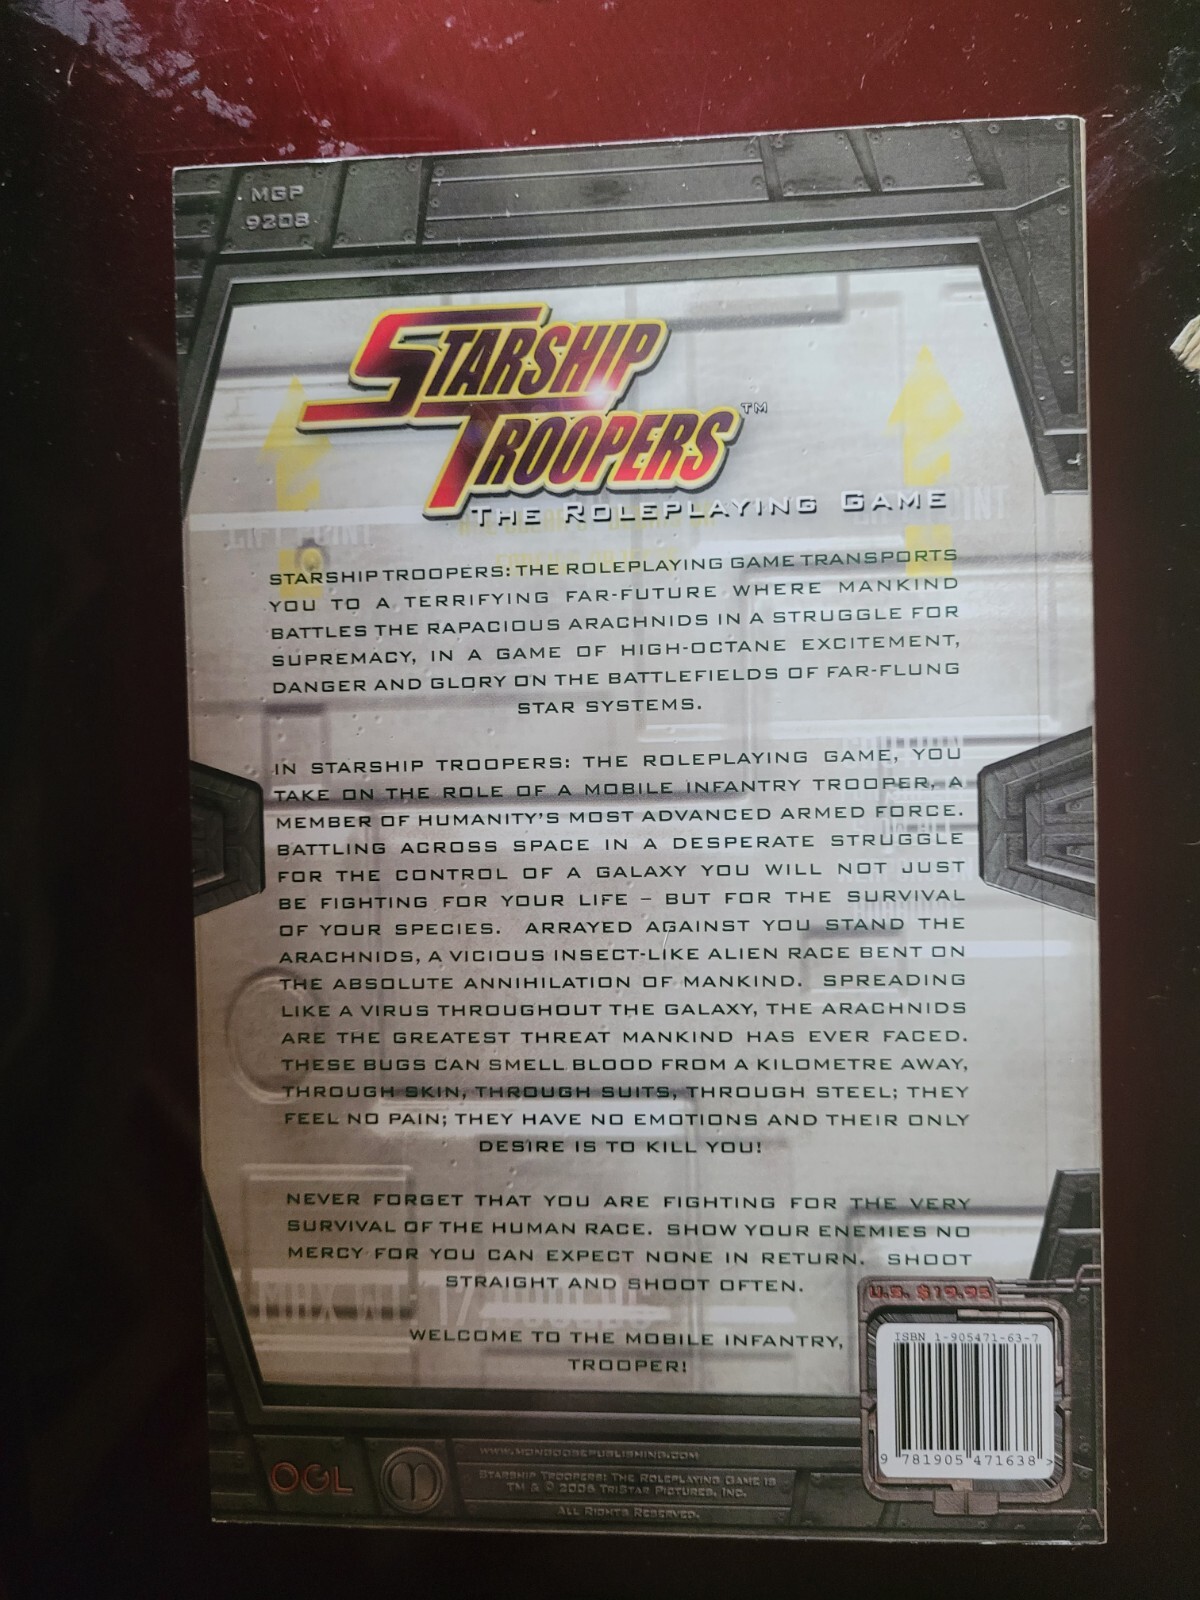 MGP
9208
STARSHIP
TROOPERS™
THE ROLEPLAYING GAME
LIFT POINT
STARSHIP TROOPERS: THE ROLEPLAYING GAME TRANSPORTS
YOU TO A TERRIFYING FAR-FUTURE WHERE MANKIND
BATTLES THE RAPACIOUS ARACHNIDS IN A STRUGGLE FOR
SUPREMACY, IN A GAME OF HIGH-OCTANE EXCITEMENT,
DANGER AND GLORY ON THE BATTLEFIELDS OF FAR-FLUNG
STAR SYSTEMS.
IN STARSHIP TROOPERS: THE ROLEPLAYING GAME, YOU
TAKE ON THE ROLE OF A MOBILE INFANTRY TROOPER, A
MEMBER OF HUMANITY'S MOST ADVANCED ARMED FORCE.
BATTLING ACROSS SPACE IN A DESPERATE STRUGGLE
FOR THE CONTROL OF A GALAXY YOU WILL NOT JUST
BE FIGHTING FOR YOUR LIFE – BUT FOR THE SURVIVAL
OF YOUR SPECIES. ARRAYED AGAINST YOU STAND THE
ARACHNIDS, A VICIOUS INSECT-LIKE ALIEN RACE BENT ON
THE ABSOLUTE ANNIHILATION OF MANKIND. SPREADING
LIKE A VIRUS THROUGHOUT THE GALAXY, THE ARACHNIDS
ARE THE GREATEST THREAT MANKIND HAS EVER FACED.
THESE BUGS CAN SMELL BLOOD FROM A KILOMETRE AWAY,
THROUGH SKIN, THROUGH SUITS, THROUGH STEEL; THEY
FEEL NO PAIN; THEY HAVE NO EMOTIONS AND THEIR ONLY
DESIRE IS TO KILL YOU!
NEVER FORGET THAT YOU ARE FIGHTING FOR THE VERY
SURVIVAL OF THE HUMAN RACE. SHOW YOUR ENEMIES NO
MERCY FOR YOU CAN EXPECT NONE IN RETURN. SHOOT
STRAIGHT AND SHOOT OFTEN.
WELCOME TO THE MOBILE INFANTRY,
TROOPER!
U.S. $19.95
ISBN 1-905471-63-7
9 781905 471638 >
OGL
WWW.MONGOOSEPUBLISHING.COM
STARSHIP TROOPERS: THE ROLEPLAYING GAME IS
TM & © 2006 TRISTAR PICTURES, INC.
ALL RIGHTS RESERVED.